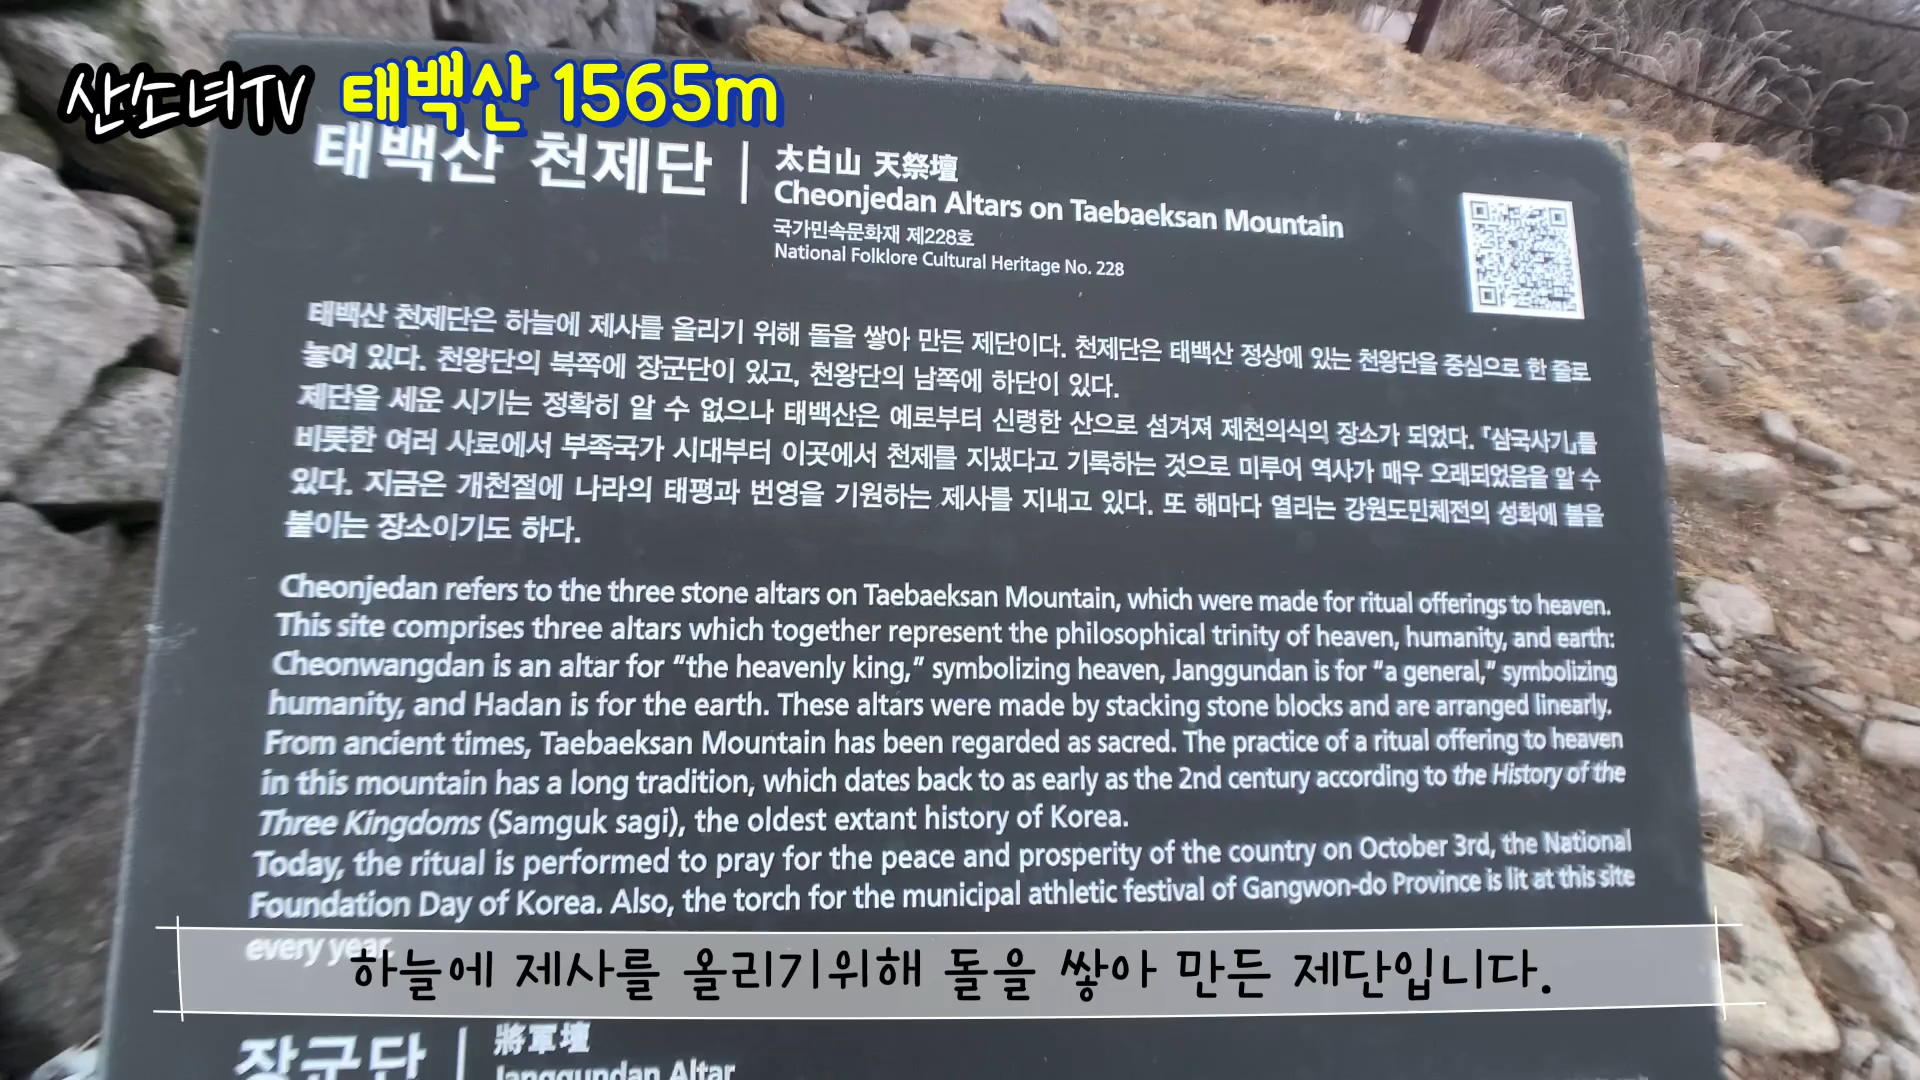 산소녀TV 태백산 1565m
태백산 천제단
太白山 天祭壇
Cheonjedan Altars on Taebaeksan Mountain
국가민속문화재 제228호
National Folklore Cultural Heritage No. 228
태백산 천제단은 하늘에 제사를 올리기 위해 돌을 쌓아 만든 제단이다. 천제단은 태백산 정상에 있는 천왕단을 중심으로 한 줄로
놓여 있다. 천왕단의 북쪽에 장군단이 있고, 천왕단의 남쪽에 하단이 있다.
제단을 세운 시기는 정확히 알 수 없으나 태백산은 예로부터 신령한 산으로 섬겨져 제천의식의 장소가 되었다. 『삼국사기』를
비롯한 여러 사료에서 부족국가 시대부터 이곳에서 천제를 지냈다고 기록하는 것으로 미루어 역사가 매우 오래되었음을 알 수
있다. 지금은 개천절에 나라의 태평과 번영을 기원하는 제사를 지내고 있다. 또 해마다 열리는 강원도민체전의 성화에 불을
붙이는 장소이기도 하다.
Cheonjedan refers to the three stone altars on Taebaeksan Mountain, which were made for ritual offerings to heaven.
This site comprises three altars which together represent the philosophical trinity of heaven, humanity, and earth:
Cheonwangdan is an altar for “the heavenly king,” symbolizing heaven, Janggundan is for “a general,” symbolizing
humanity, and Hadan is for the earth. These altars were made by stacking stone blocks and are arranged linearly.
From ancient times, Taebaeksan Mountain has been regarded as sacred. The practice of a ritual offering to heaven
in this mountain has a long tradition, which dates back to as early as the 2nd century according to the History of the
Three Kingdoms (Samguk sagi), the oldest extant history of Korea.
Today, the ritual is performed to pray for the peace and prosperity of the country on October 3rd, the National
Foundation Day of Korea. Also, the torch for the municipal athletic festival of Gangwon-do Province is lit at this site
every year.
하늘에 제사를 올리기위해 돌을 쌓아 만든 제단입니다.
장군단
將軍壇
Janggundan Altar